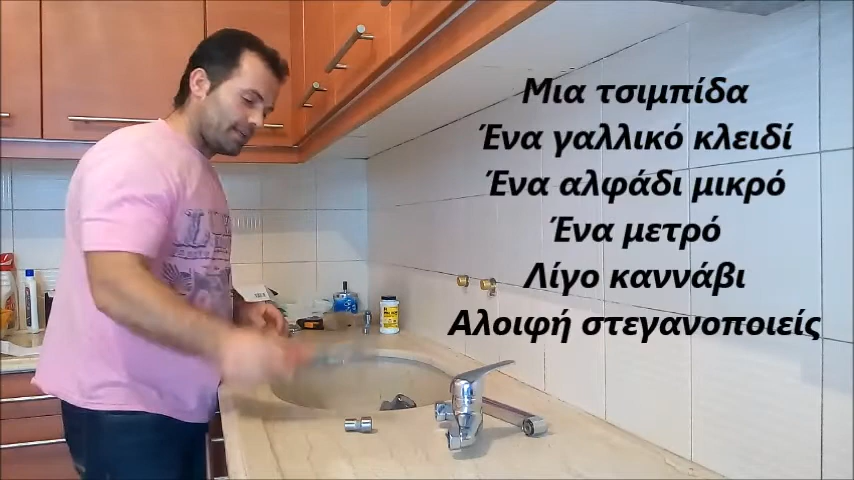 Μια τσιμπίδα
Ένα γαλλικό κλειδί
Ένα αλφάδι μικρό
Ένα μετρό
Λίγο καννάβι
Αλοιφή στεγανοποιείς